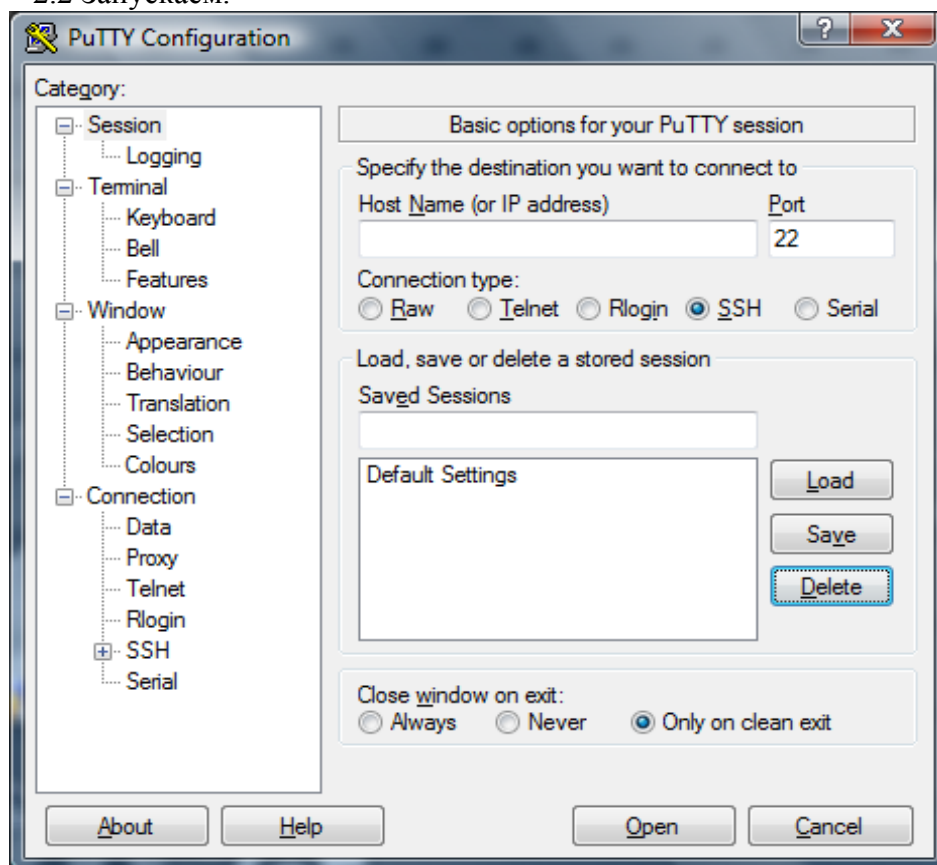 2.2 Запускаем:
PuTTY Configuration
?
X
Category:
Session
Logging
Terminal
Keyboard
Bell
Features
Window
Appearance
Behaviour
Translation
Selection
Colours
Connection
Data
Proxy
Telnet
Rlogin
SSH
Serial
Basic options for your PuTTY session
Specify the destination you want to connect to
Host Name (or IP address) Port
22
Connection type:
Raw Telnet Rlogin SSH Serial
Load, save or delete a stored session
Saved Sessions
Default Settings
Load
Save
Delete
Close window on exit:
Always Never Only on clean exit
About Help Open Cancel